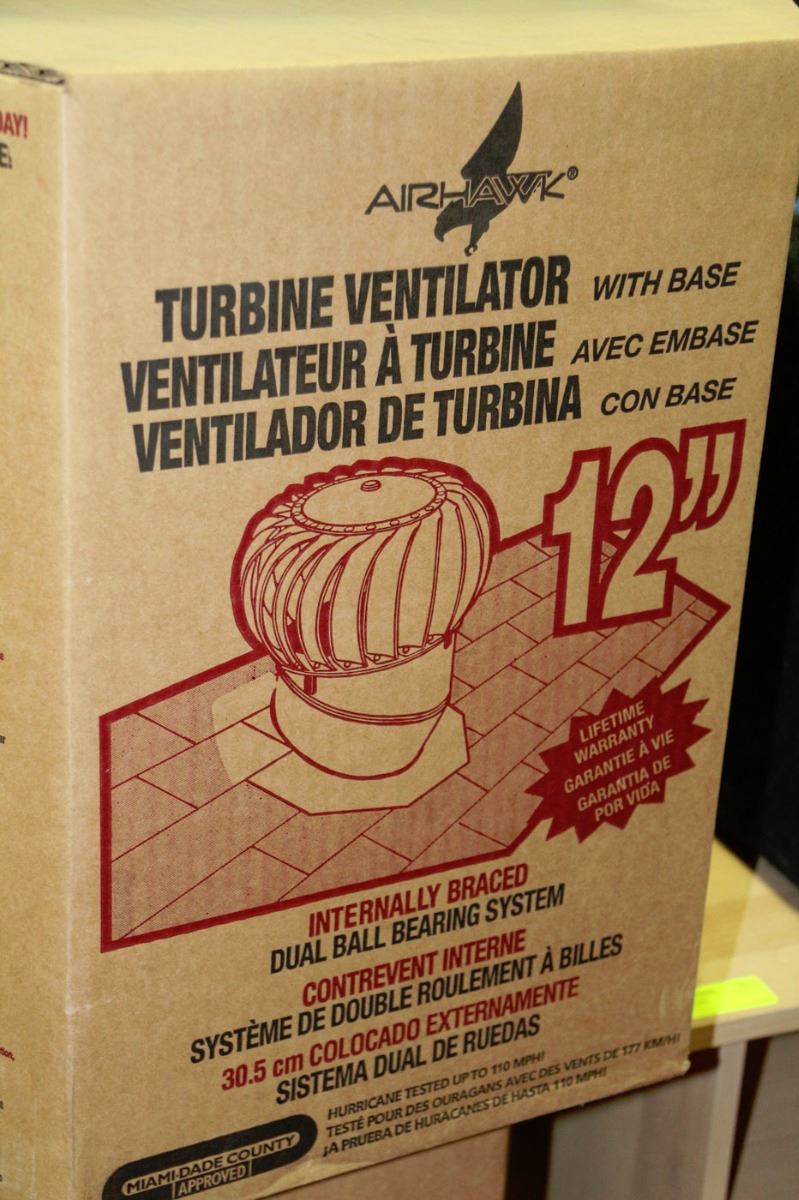 AY!
E:
AIRHAWK®
TURBINE VENTILATOR WITH BASE
VENTILATEUR À TURBINE AVEC EMBASE
VENTILADOR DE TURBINA CON BASE
12”
LIFETIME
WARRANTY
GARANTIE À VIE
GARANTIA DE
POR VIDA
INTERNALLY BRACED
DUAL BALL BEARING SYSTEM
CONTREVENT INTERNE
SYSTÈME DE DOUBLE ROULEMENT À BILLES
30.5 cm COLOCADO EXTERNAMENTE
SISTEMA DUAL DE RUEDAS
HURRICANE TESTED UP TO 110 MPH!
TESTÉ POUR DES OURAGANS AVEC DES VENTS DE 177 KM/H!
¡A PRUEBA DE HURACANES DE HASTA 110 MPH!
MIAMI-DADE COUNTY
APPROVED